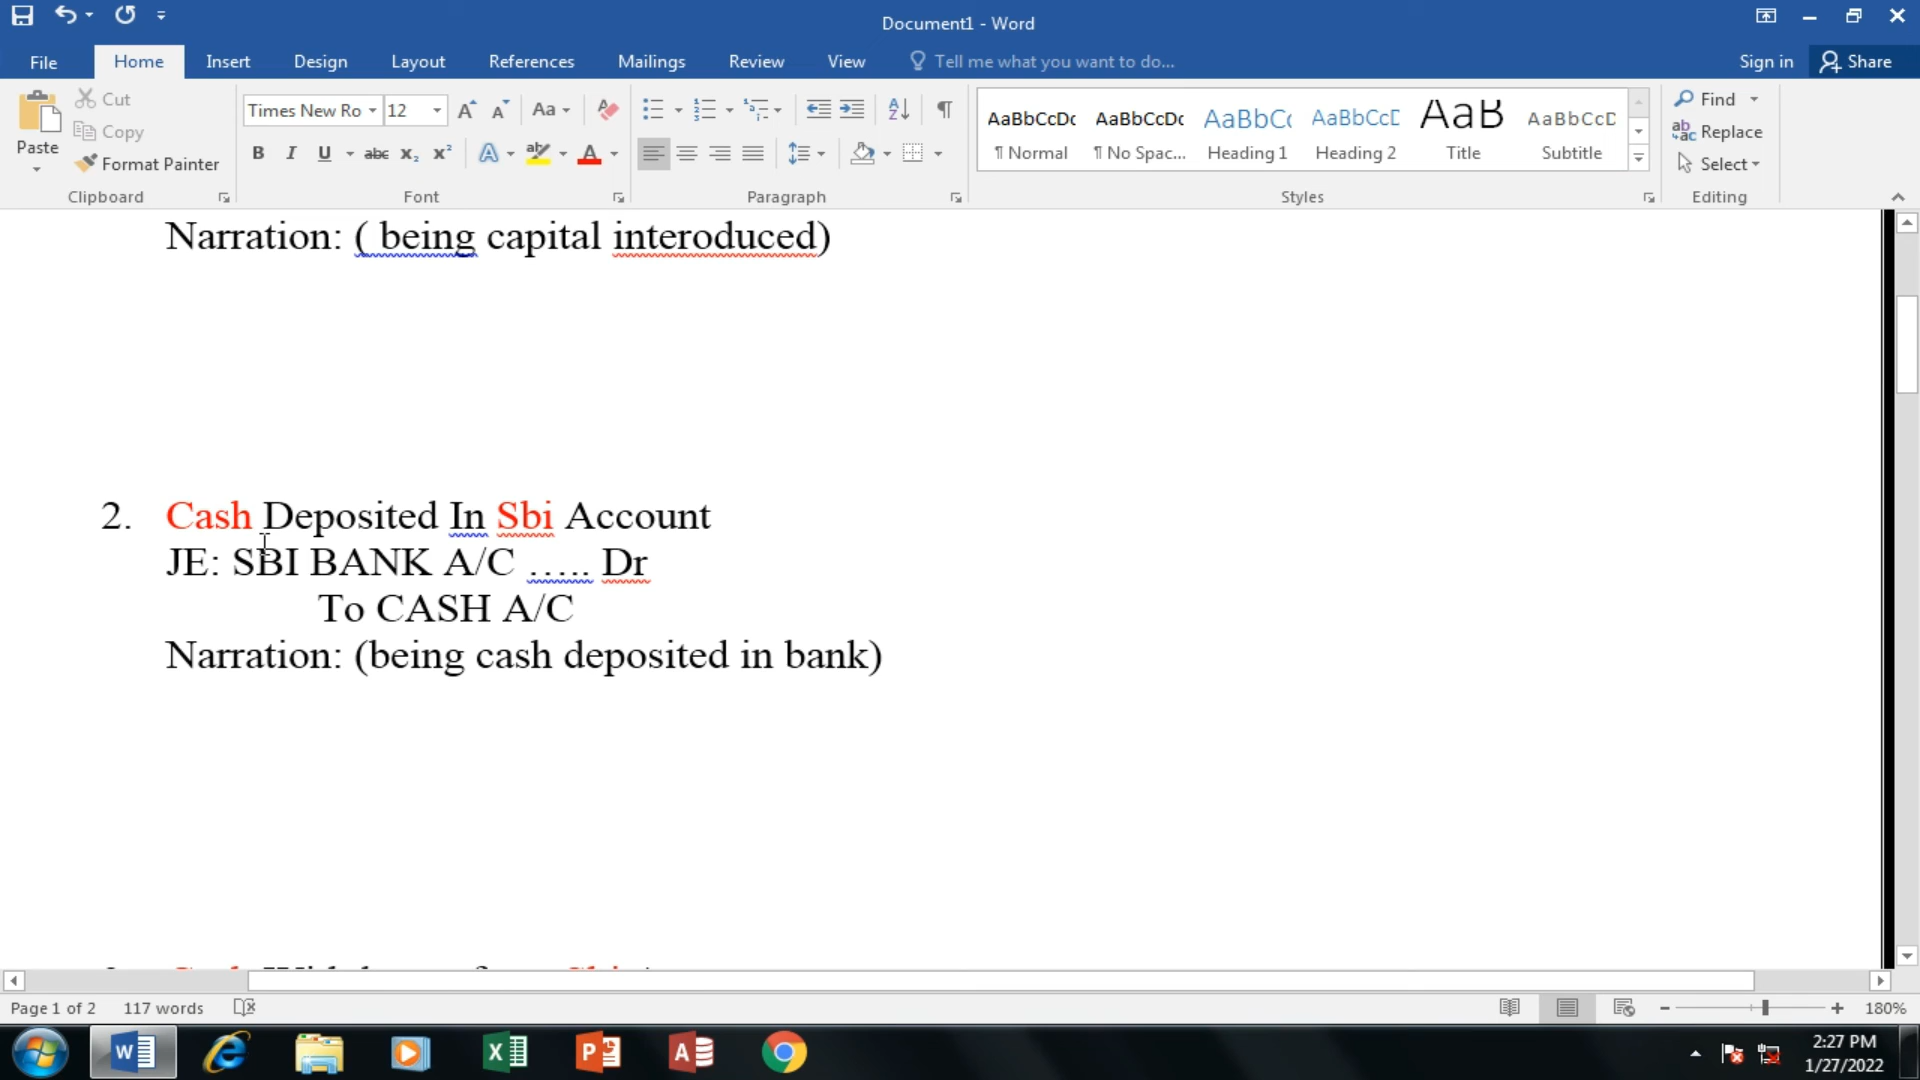 Document1 - Word
File Home Insert Design Layout References Mailings Review View Tell me what you want to do... Sign in Share
Paste Cut Copy Format Painter Clipboard
Times New Ro 12 Font
Paragraph
AaBbCcDc AaBbCcDc AaBbCc AaBbCcD AaB AaBbCcD
¶ Normal ¶ No Spac... Heading 1 Heading 2 Title Subtitle
Styles
Find Replace Select Editing
Narration: ( being capital interoduced)
2. Cash Deposited In Sbi Account
JE: SBI BANK A/C ..... Dr
To CASH A/C
Narration: (being cash deposited in bank)
Page 1 of 2 117 words 180%
2:27 PM
1/27/2022